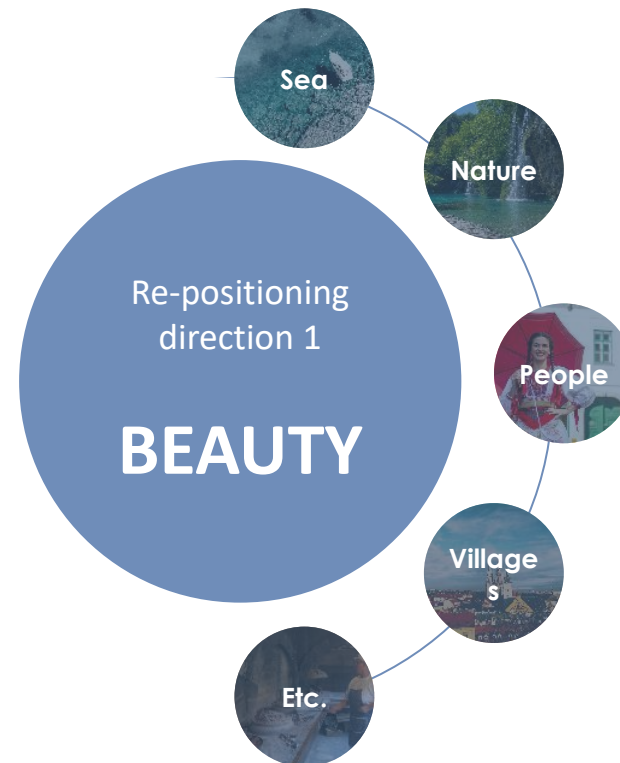 Sea
Nature
Re-positioning
direction 1
People
BEAUTY
Village
s
Etc.